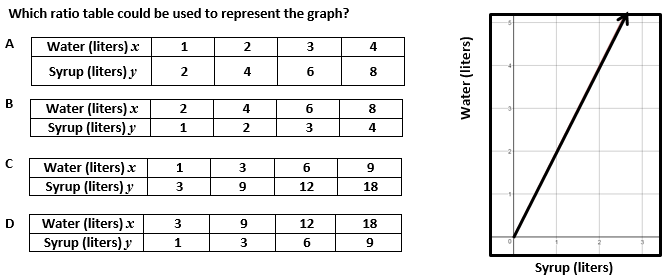 Which ratio table could be used to represent the graph?
A
Water (liters) x 1 2 3 4
Syrup (liters) y 2 4 6 8
B
Water (liters) x 2 4 6 8
Syrup (liters) y 1 2 3 4
C
Water (liters) x 1 3 6 9
Syrup (liters) y 3 9 12 18
D
Water (liters) x 3 9 12 18
Syrup (liters) y 1 3 6 9
Water (liters)
5
4
3
2
1
0 1 2 3
Syrup (liters)